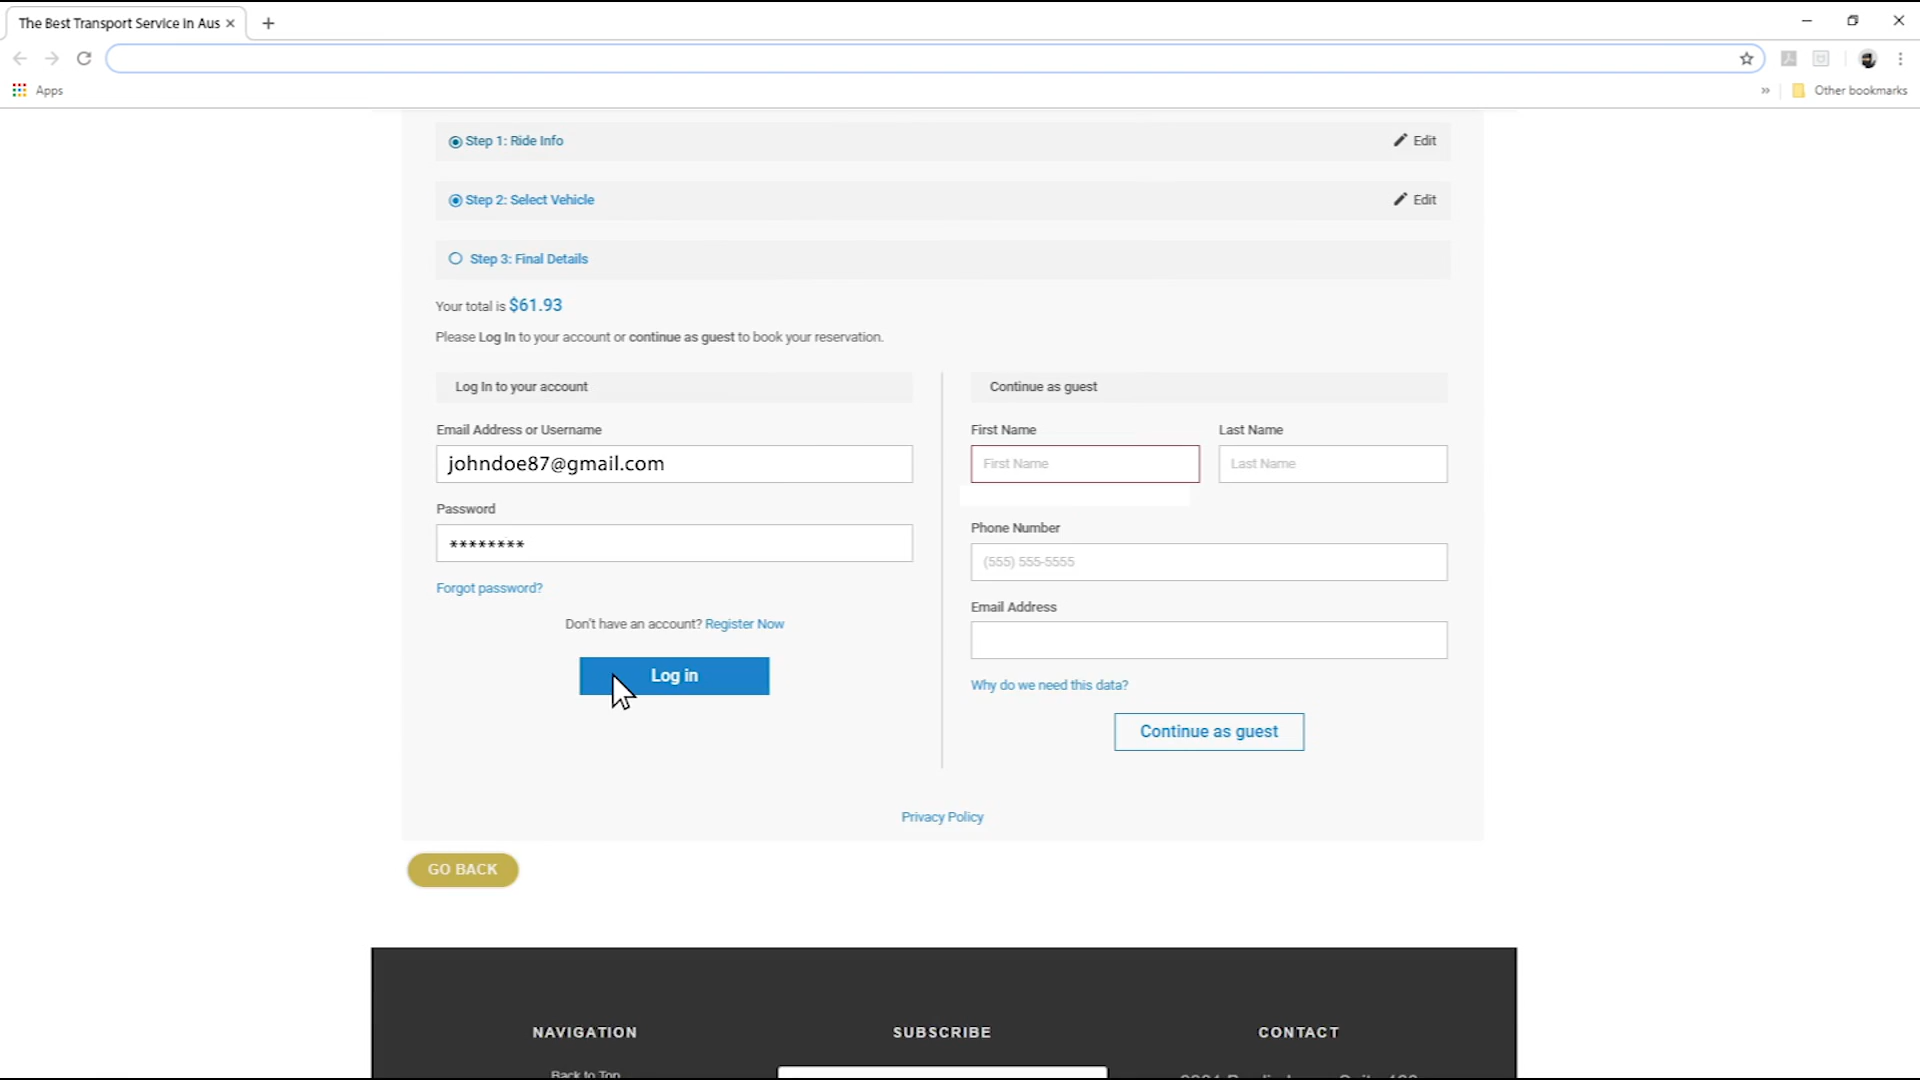 The Best Transport Service in Aus
Apps
Other bookmarks
Step 1: Ride Info
Edit
Step 2: Select Vehicle
Edit
Step 3: Final Details
Your total is $61.93
Please Log In to your account or continue as guest to book your reservation.
Log In to your account
Email Address or Username
johndoe87@gmail.com
Password
********
Forgot password?
Don't have an account? Register Now
Log in
Continue as guest
First Name
Last Name
First Name
Last Name
Phone Number
(555) 555-5555
Email Address
Why do we need this data?
Continue as guest
Privacy Policy
GO BACK
NAVIGATION
SUBSCRIBE
CONTACT
Back to Top